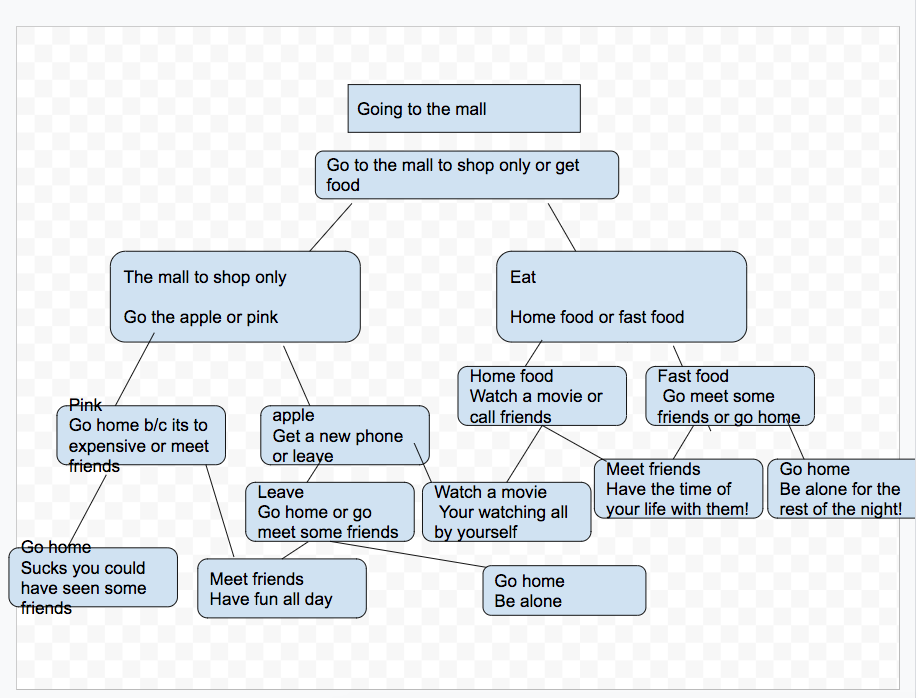 Going to the mall
Go to the mall to shop only or get
food
The mall to shop only
Go the apple or pink
Eat
Home food or fast food
Pink
Go home b/c its to
expensive or meet
friends
apple
Get a new phone
or leave
Home food
Watch a movie or
call friends
Fast food
Go meet some
friends or go home
Leave
Go home or go
meet some friends
Watch a movie
Your watching all
by yourself
Meet friends
Have the time of
your life with them!
Go home
Be alone for the
rest of the night!
Go home
Sucks you could
have seen some
friends
Meet friends
Have fun all day
Go home
Be alone